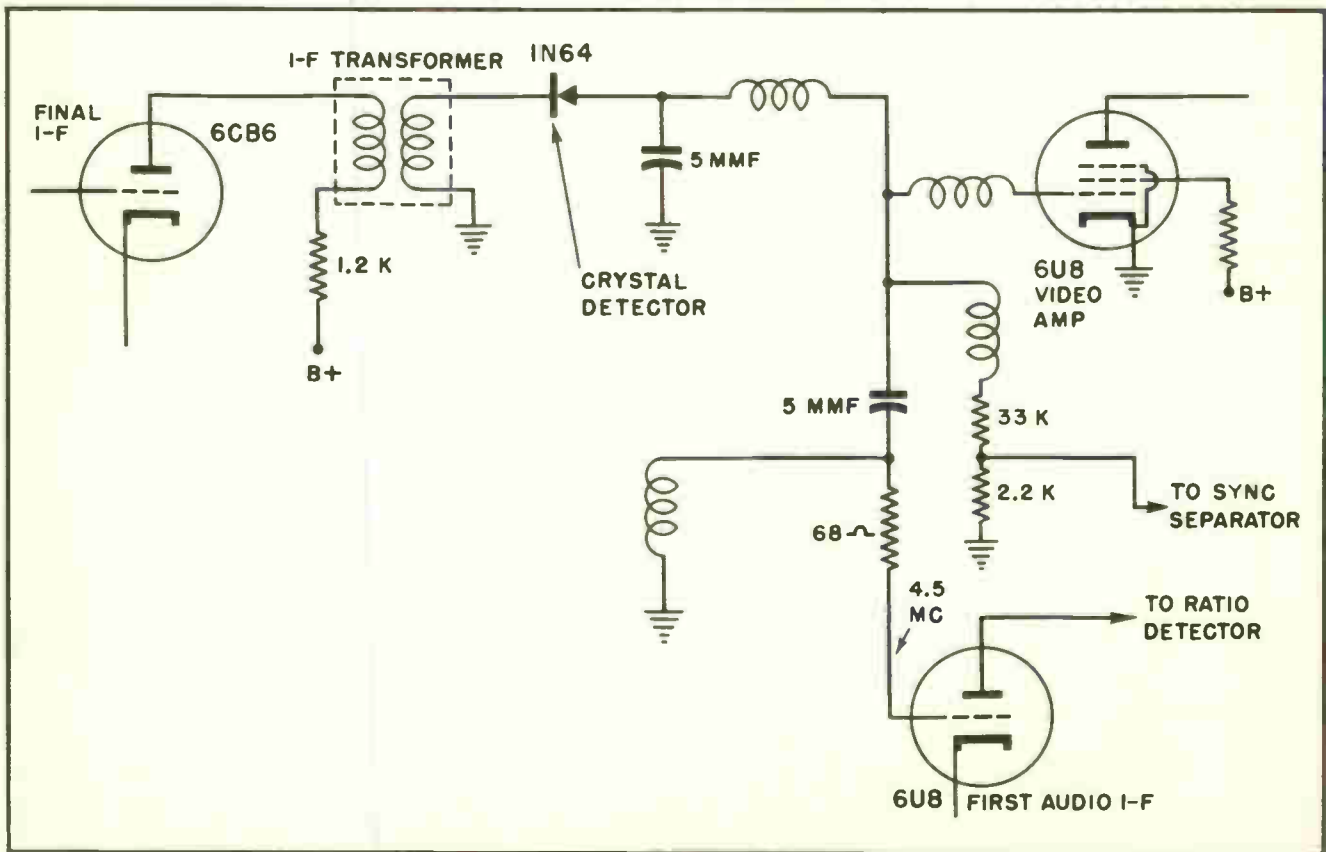 I-F TRANSFORMER
1N64
FINAL
I-F
6CB6
5 MMF
1.2 K
B+
CRYSTAL
DETECTOR
6U8
VIDEO
AMP
B+
5 MMF
33 K
2.2 K
TO SYNC
SEPARATOR
68
4.5
MC
TO RATIO
DETECTOR
6U8
FIRST AUDIO I-F